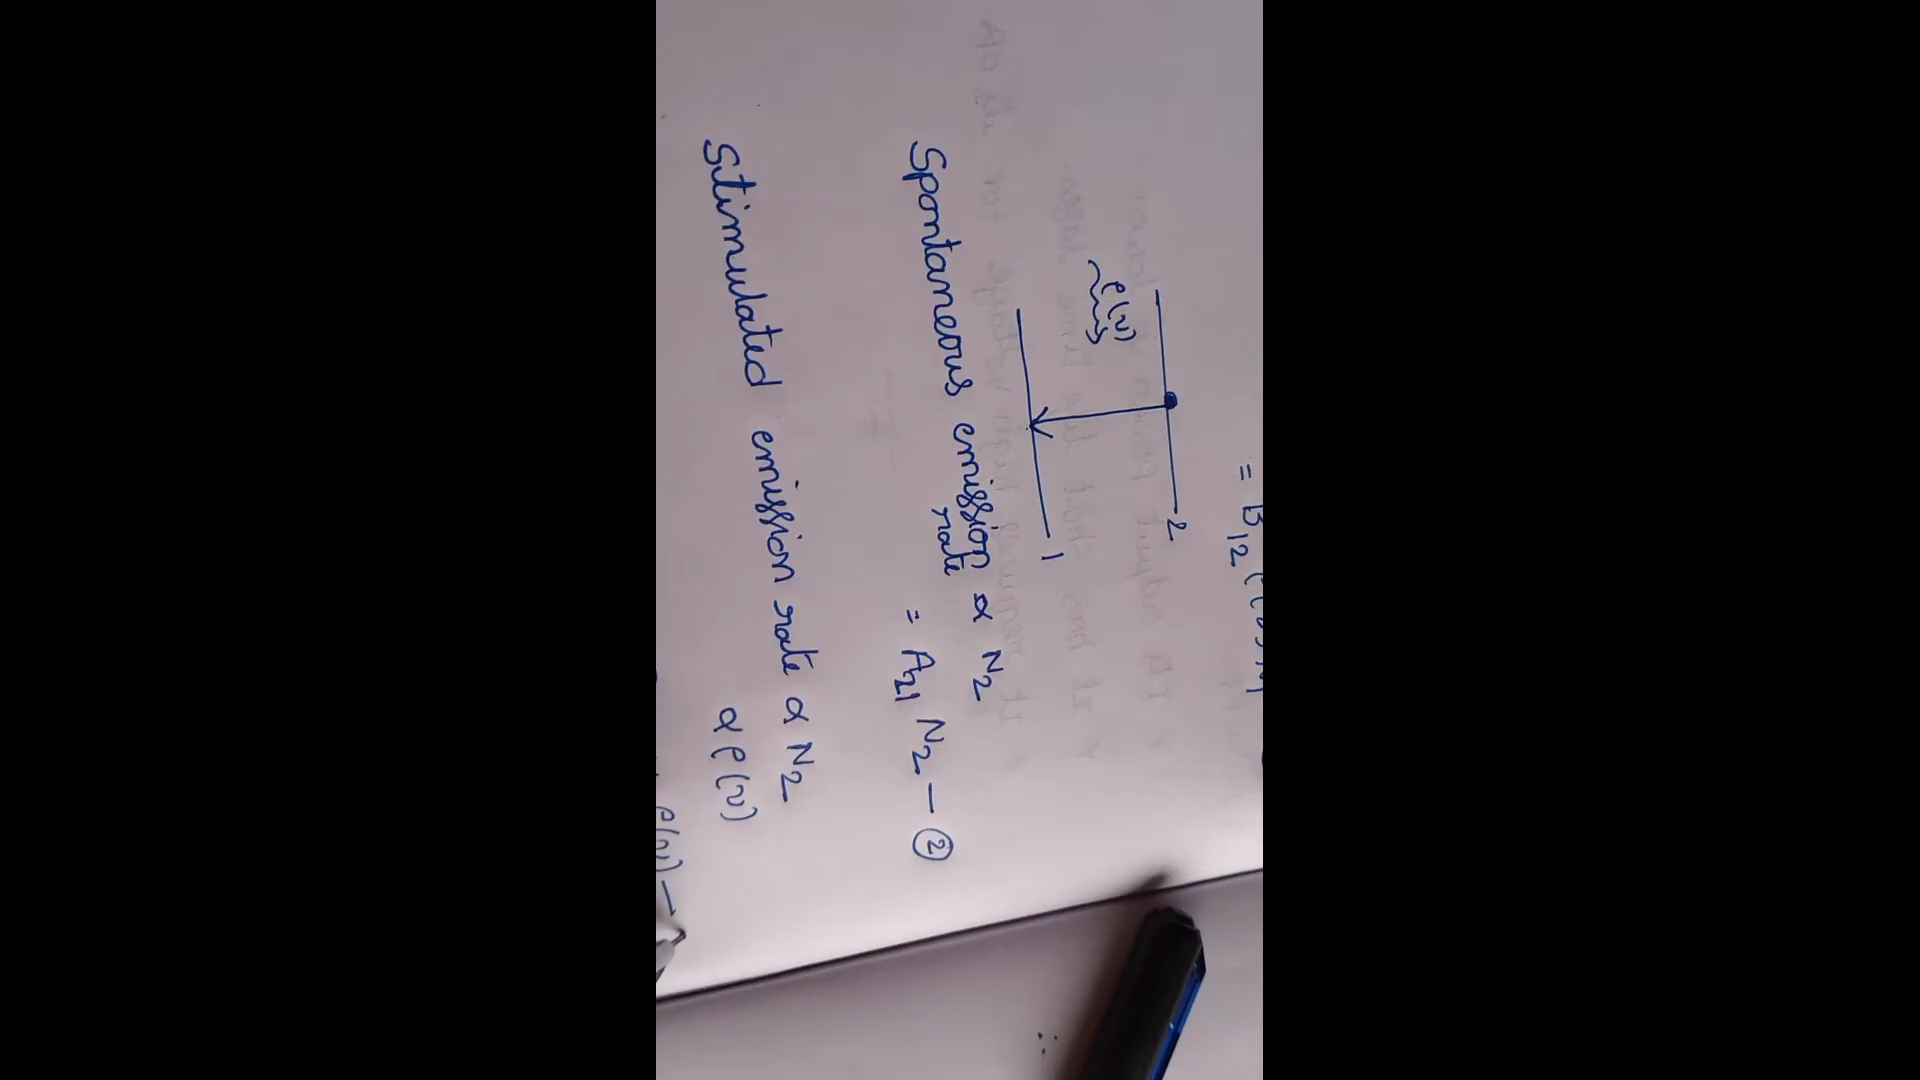 = B12
2
ρ(ν)
1
Spontaneous emission rate ∝ N2
= A21 N2 — ②
Stimulated emission rate ∝ N2
∝ ρ(ν)
ρ(ν) —